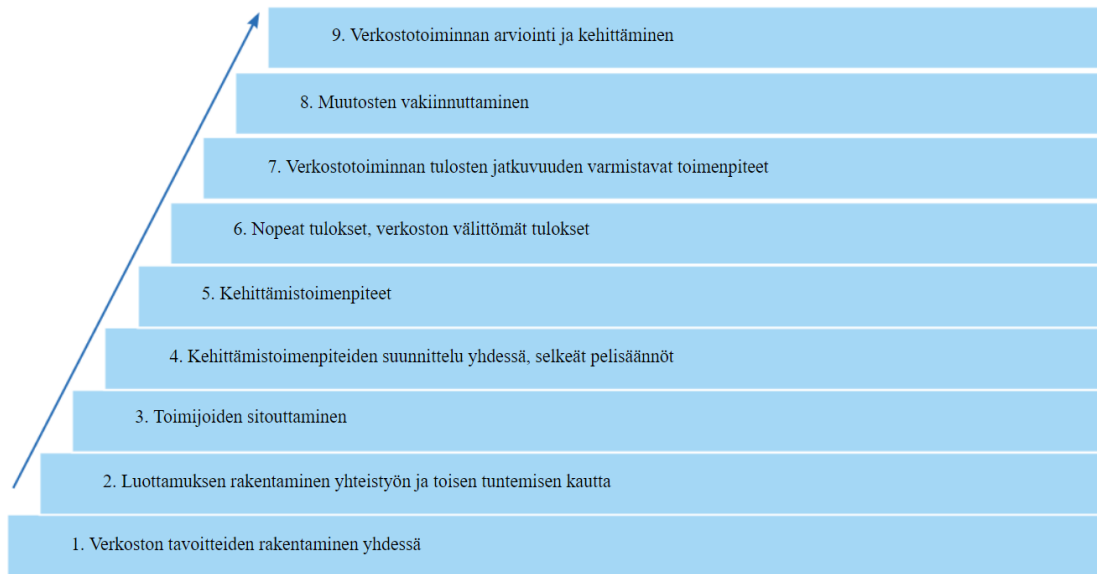 9. Verkostotoiminnan arviointi ja kehittäminen
8. Muutosten vakiinnuttaminen
7. Verkostotoiminnan tulosten jatkuvuuden varmistavat toimenpiteet
6. Nopeat tulokset, verkoston välittömät tulokset
5. Kehittämistoimenpiteet
4. Kehittämistoimenpiteiden suunnittelu yhdessä, selkeät pelisäännöt
3. Toimijoiden sitouttaminen
2. Luottamuksen rakentaminen yhteistyön ja toisen tuntemisen kautta
1. Verkoston tavoitteiden rakentaminen yhdessä